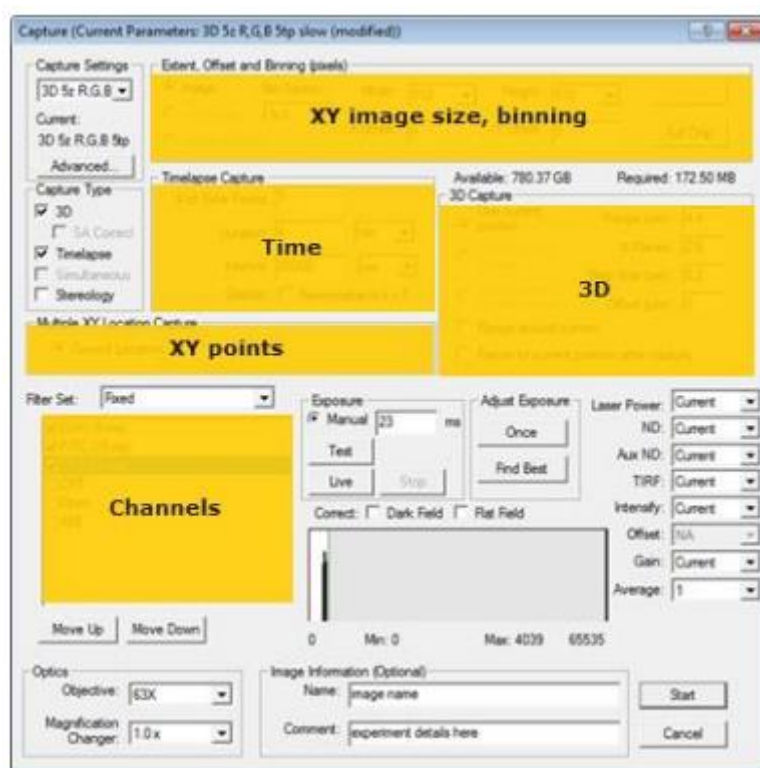 Capture (Current Parameters: 3D 5z R,G,B 5tp slow (modified))
Capture Settings
3D 5z R,G,B
Current:
3D 5z R,G,B 5tp
Advanced...
Extent, Offset and Binning (pixels)
XY image size, binning
Capture Type
3D
SA Correct
Timelapse
Simultaneous
Stereology
Timelapse Capture
Time
Available: 780.37 GB Required: 172.50 MB
3D Capture
3D
Multiple XY Location Capture
XY points
Filter Set: Fixed
Channels
Move Up Move Down
Exposure
Manual 23 ms
Test
Live Stop
Adjust Exposure
Once
Find Best
Correct: Dark Field Flat Field
0 Min: 0 Max: 4039 65535
Laser Power: Current
ND: Current
Aux ND: Current
TIRF: Current
Intensify: Current
Offset: NA
Gain: Current
Average: 1
Optics
Objective: 63X
Magnification Changer: 1.0 x
Image Information (Optional)
Name: image name
Comment: experiment details here
Start
Cancel